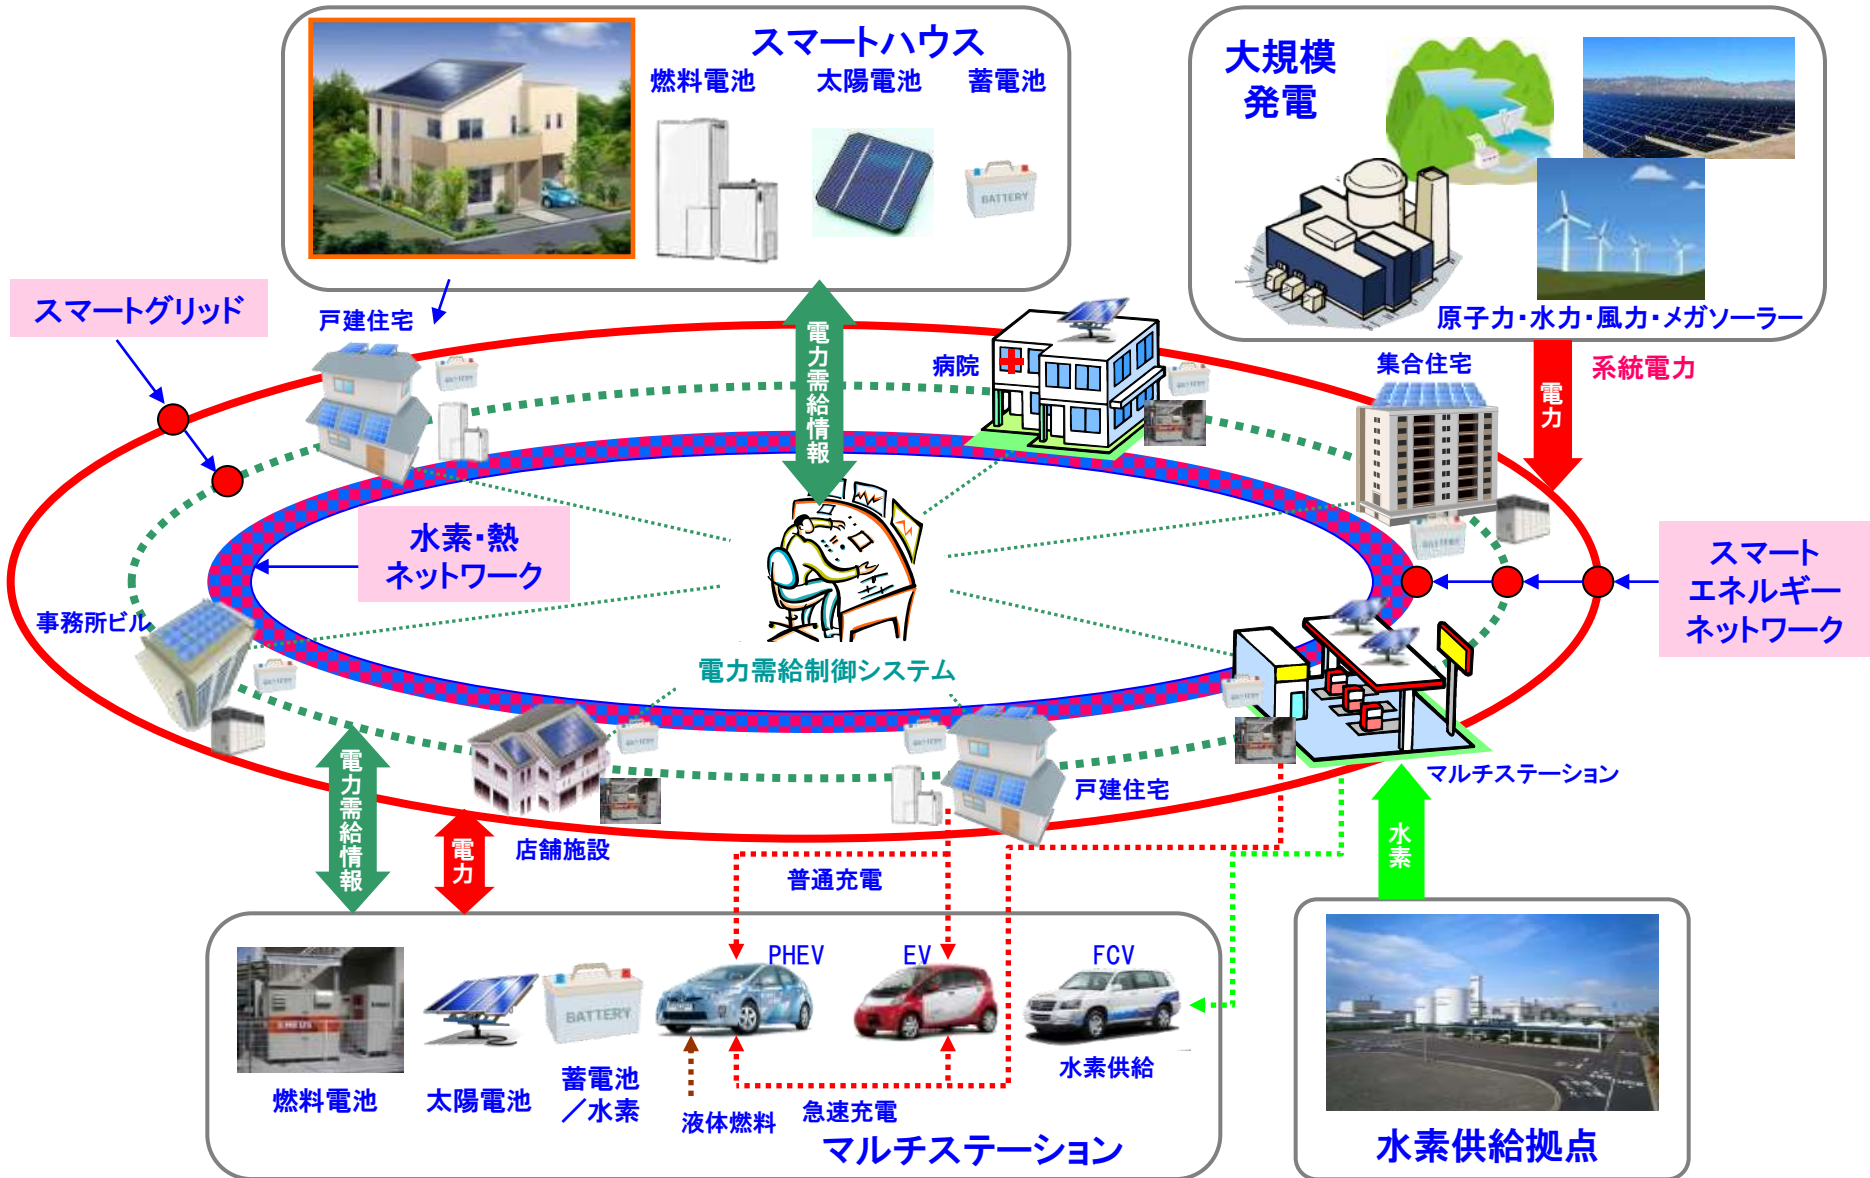 スマートハウス
燃料電池
太陽電池
蓄電池
BATTERY
大規模
発電
原子力・水力・風力・メガソーラー
スマートグリッド
戸建住宅
BATTERY
電力需給情報
病院
BATTERY
集合住宅
系統電力
電力
BATTERY
水素・熱
ネットワーク
スマート
エネルギー
ネットワーク
事務所ビル
BATTERY
電力需給制御システム
BATTERY
BATTERY
BATTERY
マルチステーション
戸建住宅
店舗施設
電力需給情報
電力
水素
普通充電
PHEV
EV
FCV
BATTERY
燃料電池
太陽電池
蓄電池
／水素
液体燃料
急速充電
水素供給
マルチステーション
水素供給拠点